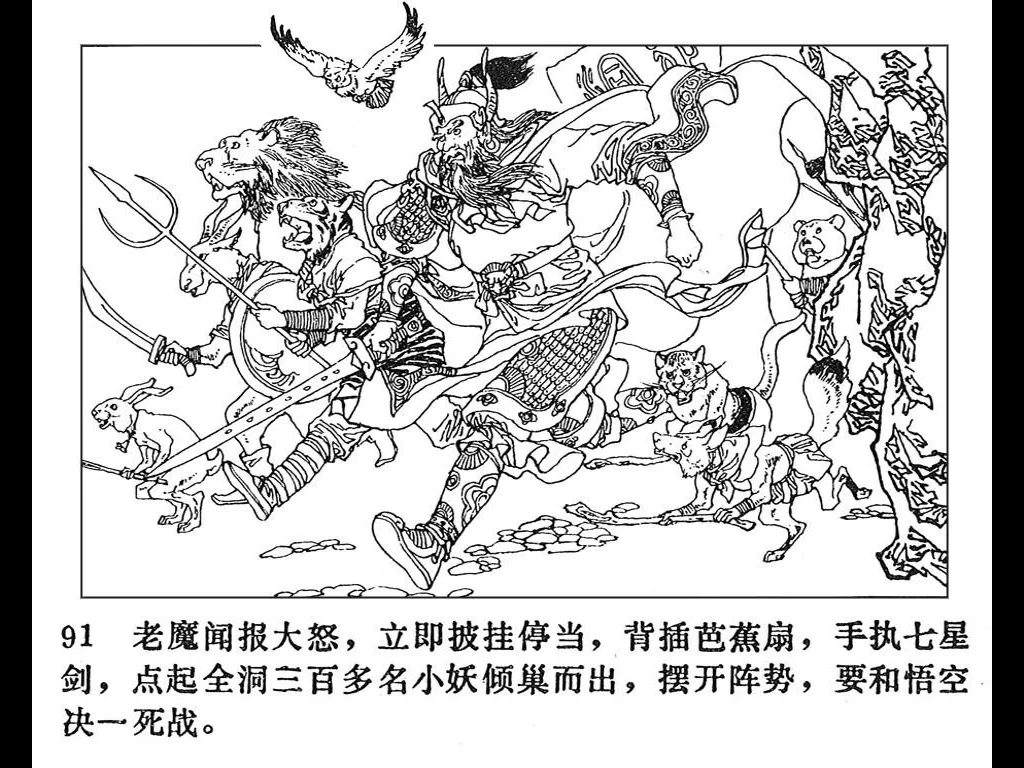 91 老魔闻报大怒，立即披挂停当，背插芭蕉扇，手执七星
剑，点起全洞三百多名小妖倾巢而出，摆开阵势，要和悟空
决一死战。